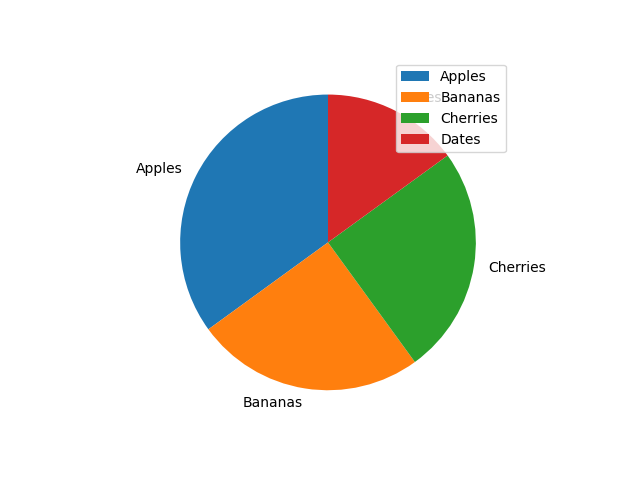 Apples
Bananas
Cherries
Dates
Apples
Cherries
Bananas